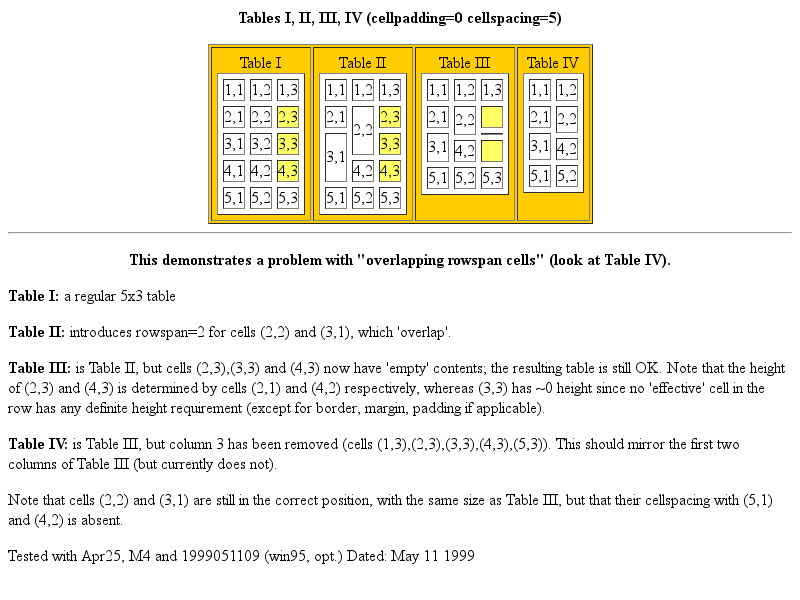 Tables I, II, III, IV (cellpadding=0 cellspacing=5)
Table I Table II Table III Table IV
1,1 1,2 1,3 1,1 1,2 1,3 1,1 1,2 1,3 1,1 1,2
2,1 2,2 2,3 2,1 2,2 2,3 2,1 2,2 2,1 2,2
3,1 3,2 3,3 3,1 3,3 3,1 4,2 3,1 4,2
4,1 4,2 4,3 4,2 4,3 5,1 5,2 5,3 5,1 5,2
5,1 5,2 5,3 5,1 5,2 5,3
This demonstrates a problem with "overlapping rowspan cells" (look at Table IV).
Table I: a regular 5x3 table
Table II: introduces rowspan=2 for cells (2,2) and (3,1), which 'overlap'.
Table III: is Table II, but cells (2,3),(3,3) and (4,3) now have 'empty' contents; the resulting table is still OK. Note that the height
of (2,3) and (4,3) is determined by cells (2,1) and (4,2) respectively, whereas (3,3) has ~0 height since no 'effective' cell in the
row has any definite height requirement (except for border, margin, padding if applicable).
Table IV: is Table III, but column 3 has been removed (cells (1,3),(2,3),(3,3),(4,3),(5,3)). This should mirror the first two
columns of Table III (but currently does not).
Note that cells (2,2) and (3,1) are still in the correct position, with the same size as Table III, but that their cellspacing with (5,1)
and (4,2) is absent.
Tested with Apr25, M4 and 1999051109 (win95, opt.) Dated: May 11 1999